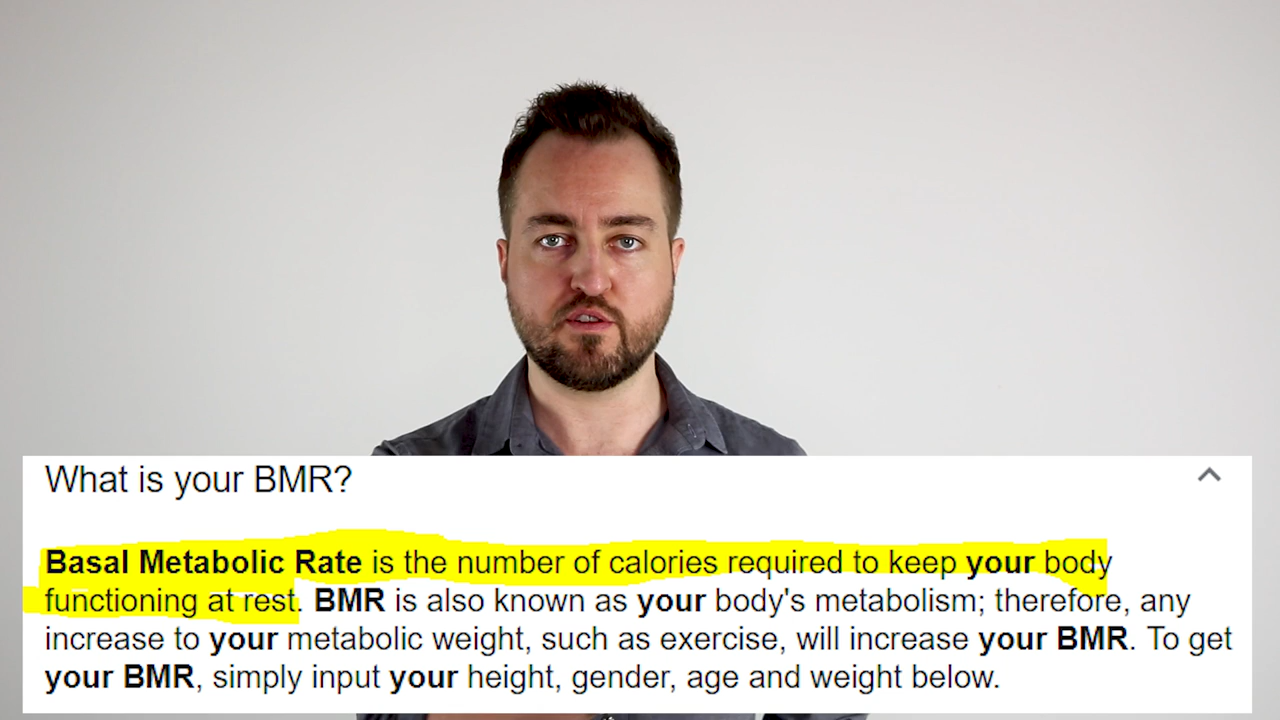 What is your BMR?
Basal Metabolic Rate is the number of calories required to keep your body
functioning at rest. BMR is also known as your body's metabolism; therefore, any
increase to your metabolic weight, such as exercise, will increase your BMR. To get
your BMR, simply input your height, gender, age and weight below.